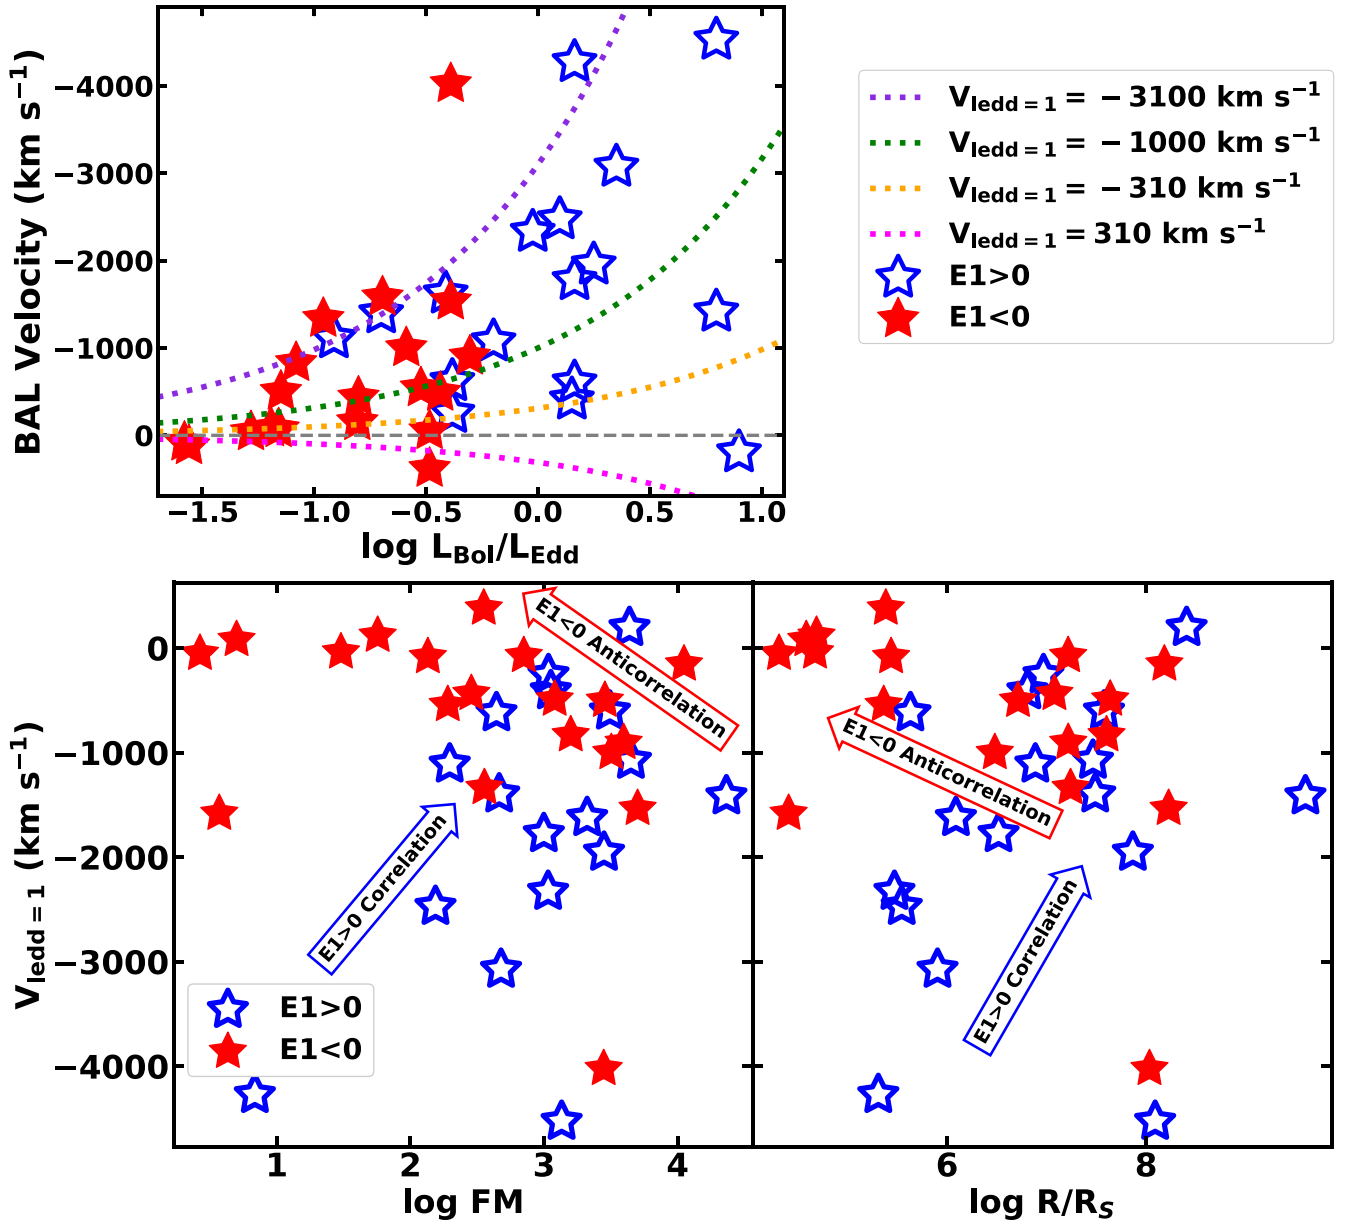 BAL Velocity (km s⁻¹)
−4000
−3000
−2000
−1000
0
−1.5 −1.0 −0.5 0.0 0.5 1.0
log L_Bol/L_Edd
V_ledd=1 = −3100 km s⁻¹
V_ledd=1 = −1000 km s⁻¹
V_ledd=1 = −310 km s⁻¹
V_ledd=1 = 310 km s⁻¹
E1>0
E1<0
V_ledd=1 (km s⁻¹)
0
−1000
−2000
−3000
−4000
E1<0 Anticorrelation
E1>0 Correlation
E1>0
E1<0
1 2 3 4
log FM
E1<0 Anticorrelation
E1>0 Correlation
6 8
log R/R_S